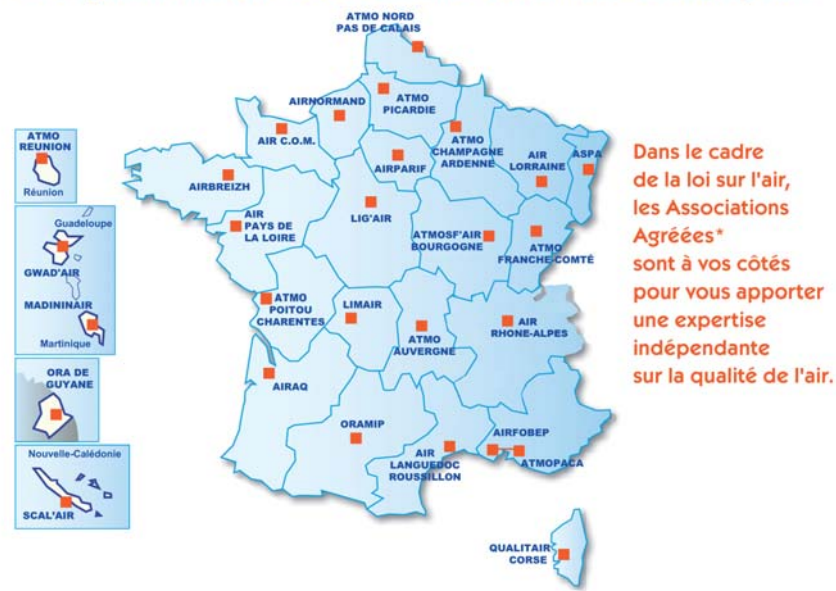 ATMO NORD
PAS DE CALAIS
AIRNORMAND
ATMO
PICARDIE
AIR C.O.M.
ATMO
CHAMPAGNE
ARDENNE
AIRPARIF
AIR
LORRAINE
ASPA
AIRBREIZH
AIR
PAYS DE
LA LOIRE
LIG'AIR
ATMOSF'AIR
BOURGOGNE
ATMO
FRANCHE-COMTÉ
ATMO
POITOU
CHARENTES
LIMAIR
ATMO
AUVERGNE
AIR
RHONE-ALPES
AIRAQ
ORAMIP
AIR
LANGUEDOC
ROUSSILLON
AIRFOBEP
ATMOPACA
QUALITAIR
CORSE
ATMO
REUNION
Réunion
Guadeloupe
GWAD'AIR
MADININAIR
Martinique
ORA DE
GUYANE
Nouvelle-Calédonie
SCAL'AIR
Dans le cadre
de la loi sur l'air,
les Associations
Agréées*
sont à vos côtés
pour vous apporter
une expertise
indépendante
sur la qualité de l'air.